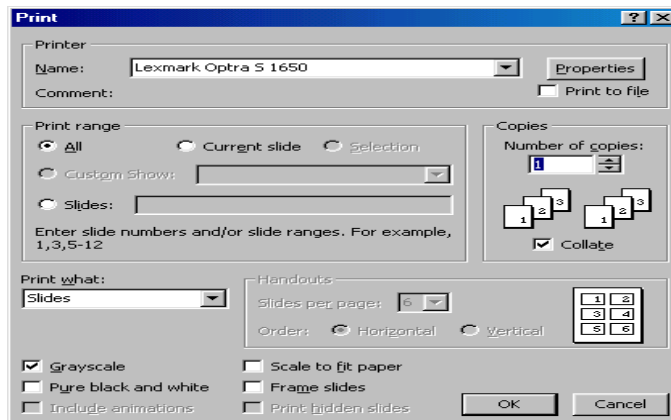 Print
Printer
Name: Lexmark Optra S 1650 Properties
Comment: Print to file
Print range
All Current slide Selection
Custom Show:
Slides:
Enter slide numbers and/or slide ranges. For example,
1,3,5-12
Copies
Number of copies:
1
1 2 3 1 2 3
Collate
Print what:
Slides
Handouts
Slides per page: 6
Order: Horizontal Vertical
1 2
3 4
5 6
Grayscale Scale to fit paper
Pure black and white Frame slides
Include animations Print hidden slides
OK Cancel